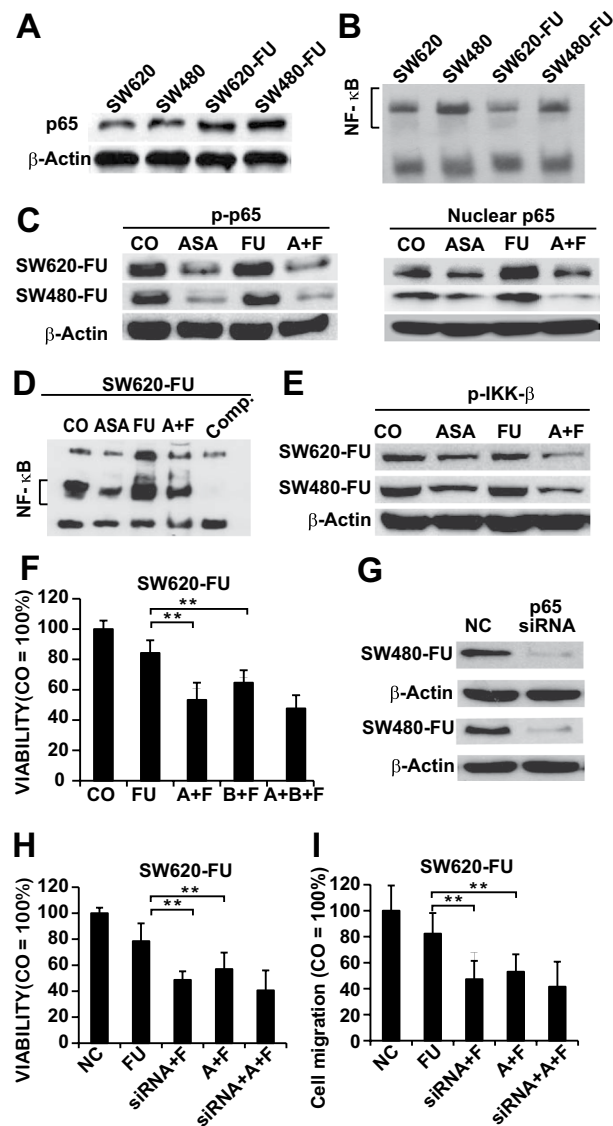 A
SW620 SW480 SW620-FU SW480-FU
p65
β-Actin
B
SW620 SW480 SW620-FU SW480-FU
NF- κB
C
p-p65
CO ASA FU A+F
SW620-FU
SW480-FU
β-Actin
Nuclear p65
CO ASA FU A+F
D
SW620-FU
CO ASA FU A+F Comp.
NF- κB
E
p-IKK-β
CO ASA FU A+F
SW620-FU
SW480-FU
β-Actin
F
SW620-FU
VIABILITY(CO = 100%)
120
100
80
60
40
20
0
** 
**
CO FU A+F B+F A+B+F
G
NC p65
siRNA
SW480-FU
β-Actin
SW480-FU
β-Actin
H
SW620-FU
VIABILITY(CO = 100%)
120
100
80
60
40
20
0
**
**
NC FU siRNA+F A+F siRNA+A+F
I
SW620-FU
Cell migration (CO = 100%)
120
100
80
60
40
20
0
**
**
NC FU siRNA+F A+F siRNA+A+F